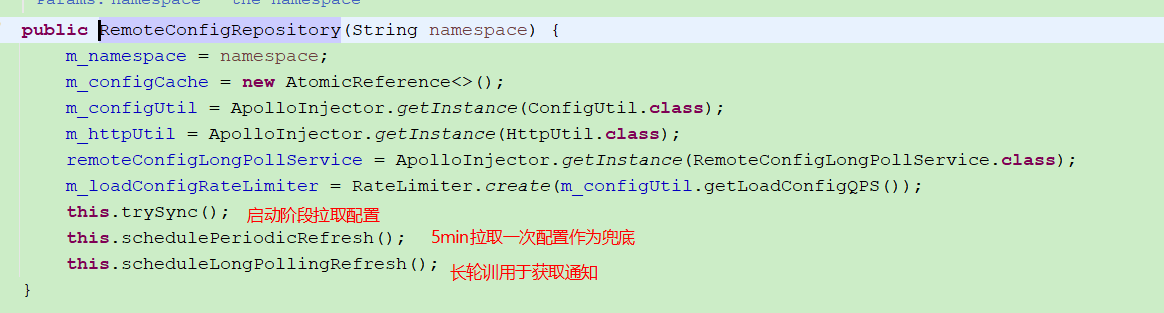 Params: namespace – the namespace
public RemoteConfigRepository(String namespace) {
m_namespace = namespace;
m_configCache = new AtomicReference<>();
m_configUtil = ApolloInjector.getInstance(ConfigUtil.class);
m_httpUtil = ApolloInjector.getInstance(HttpUtil.class);
remoteConfigLongPollService = ApolloInjector.getInstance(RemoteConfigLongPollService.class);
m_loadConfigRateLimiter = RateLimiter.create(m_configUtil.getLoadConfigQPS());
this.trySync(); 启动阶段拉取配置
this.schedulePeriodicRefresh(); 5min拉取一次配置作为兜底
this.scheduleLongPollingRefresh(); 长轮训用于获取通知
}